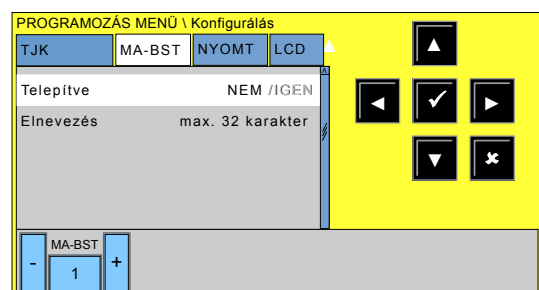 PROGRAMOZÁS MENÜ \ Konfigurálás
TJK MA-BST NYOMT LCD
Telepítve NEM /IGEN
Elnevezés max. 32 karakter
MA-BST
- 1 +